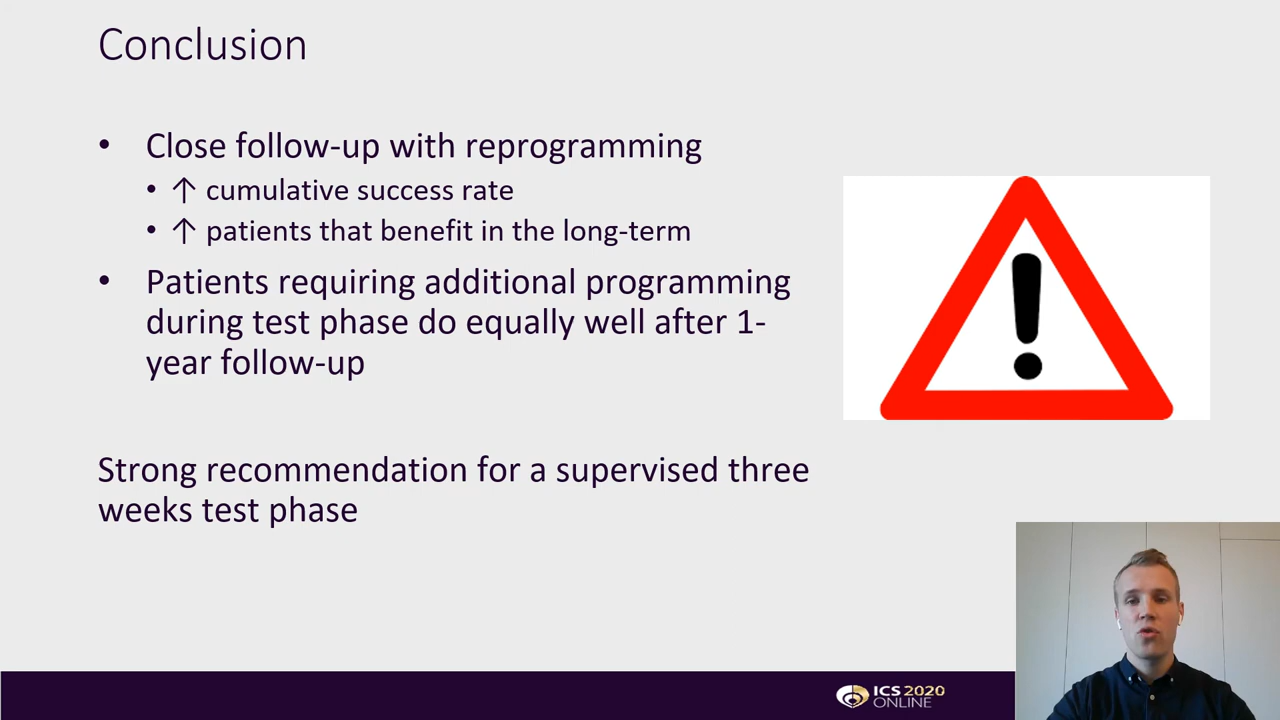 Conclusion
• Close follow-up with reprogramming
• ↑ cumulative success rate
• ↑ patients that benefit in the long-term
• Patients requiring additional programming
during test phase do equally well after 1-
year follow-up
Strong recommendation for a supervised three
weeks test phase
ICS 2020
ONLINE